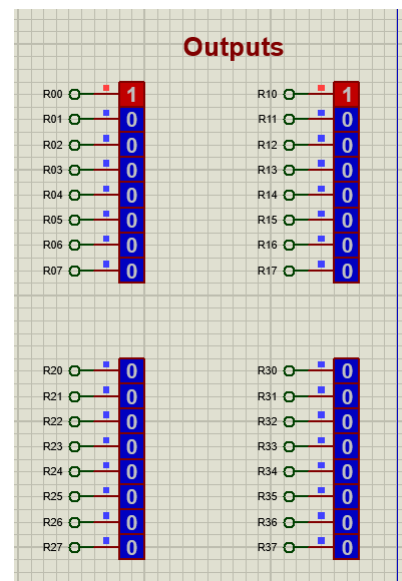 Outputs
R00 1 R10 1
R01 0 R11 0
R02 0 R12 0
R03 0 R13 0
R04 0 R14 0
R05 0 R15 0
R06 0 R16 0
R07 0 R17 0
R20 0 R30 0
R21 0 R31 0
R22 0 R32 0
R23 0 R33 0
R24 0 R34 0
R25 0 R35 0
R26 0 R36 0
R27 0 R37 0